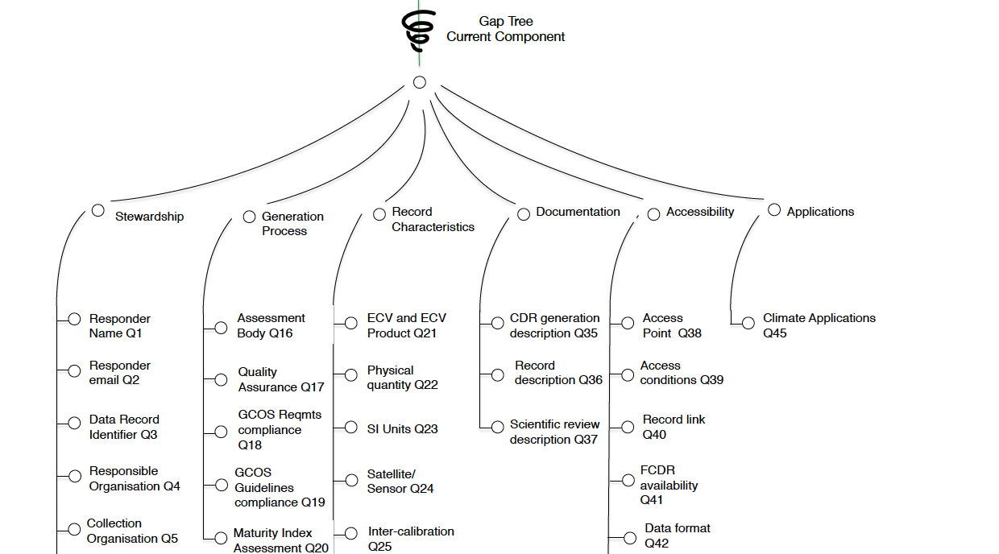 Gap Tree
Current Component
Stewardship
Generation
Process
Record
Characteristics
Documentation
Accessibility
Applications
Responder
Name Q1
Responder
email Q2
Data Record
Identifier Q3
Responsible
Organisation Q4
Collection
Organisation Q5
Assessment
Body Q16
Quality
Assurance Q17
GCOS Reqmts
compliance
Q18
GCOS
Guidelines
compliance Q19
Maturity Index
Assessment Q20
ECV and ECV
Product Q21
Physical
quantity Q22
SI Units Q23
Satellite/
Sensor Q24
Inter-calibration
Q25
CDR generation
description Q35
Record
description Q36
Scientific review
description Q37
Access
Point Q38
Access
conditions Q39
Record link
Q40
FCDR
availability
Q41
Data format
Q42
Climate Applications
Q45